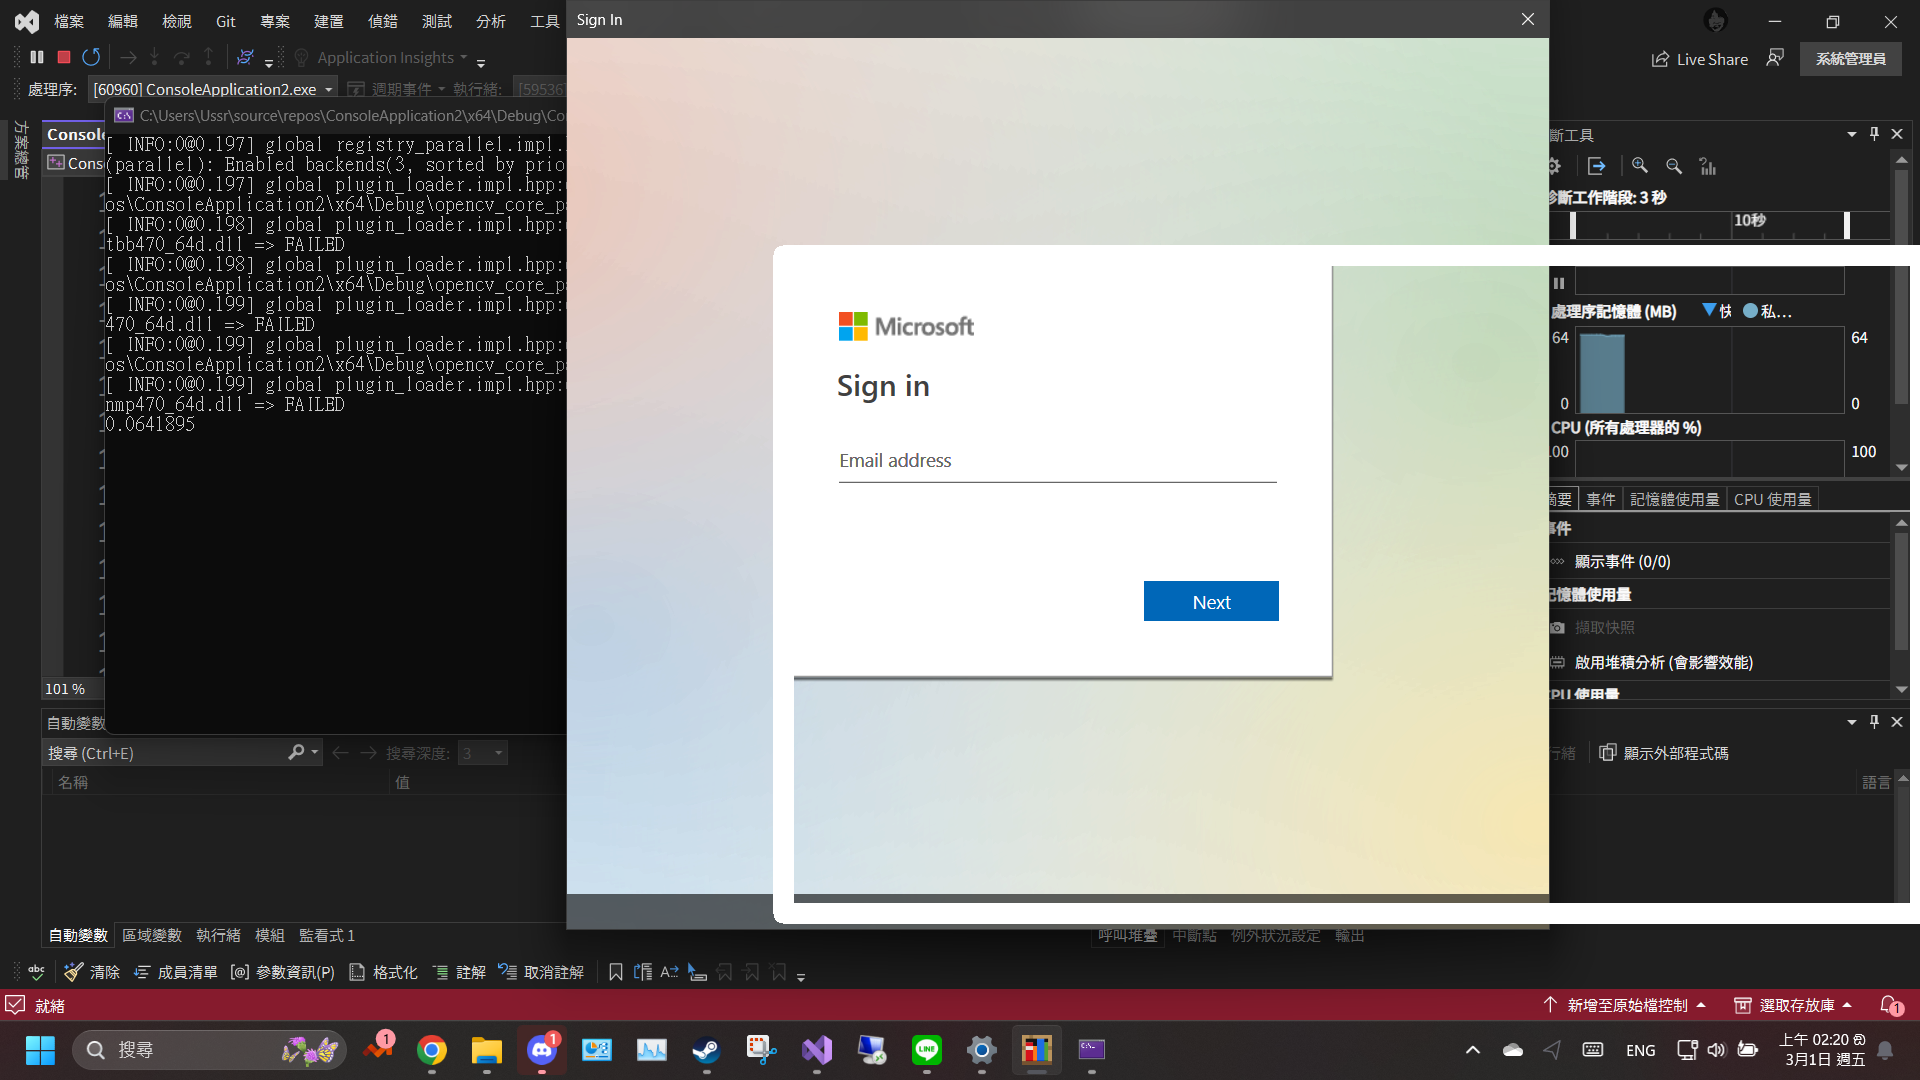 檔案 編輯 檢視 Git 專案 建置 偵錯 測試 分析 工具
Sign In
Application Insights
Live Share
系統管理員
處理序: [60960] ConsoleApplication2.exe 週期事件 執行緒: [59536]
C:\Users\Ussr\source\repos\ConsoleApplication2\x64\Debug\Co
方案總管
Console
Cons
[ INFO:0@0.197] global registry_parallel.impl.
(parallel): Enabled backends(3, sorted by prio
[ INFO:0@0.197] global plugin_loader.impl.hpp:
os\ConsoleApplication2\x64\Debug\opencv_core_p
[ INFO:0@0.198] global plugin_loader.impl.hpp:
tbb470_64d.dll => FAILED
[ INFO:0@0.198] global plugin_loader.impl.hpp:
os\ConsoleApplication2\x64\Debug\opencv_core_p
[ INFO:0@0.199] global plugin_loader.impl.hpp:
470_64d.dll => FAILED
[ INFO:0@0.199] global plugin_loader.impl.hpp:
os\ConsoleApplication2\x64\Debug\opencv_core_p
[ INFO:0@0.199] global plugin_loader.impl.hpp:
nmp470_64d.dll => FAILED
0.0641895
Microsoft
Sign in
Email address
Next
斷工具
診斷工作階段: 3 秒
10秒
處理序記憶體 (MB) 快 私...
64 64
0 0
CPU (所有處理器的 %)
100 100
摘要 事件 記憶體使用量 CPU 使用量
事件
顯示事件 (0/0)
記憶體使用量
擷取快照
啟用堆積分析 (會影響效能)
CPU 使用量
101 %
自動變數
搜尋 (Ctrl+E) 搜尋深度: 3
名稱 值
行緒 顯示外部程式碼
語言
自動變數 區域變數 執行緒 模組 監看式 1
呼叫堆疊 中斷點 例外狀況設定 輸出
abc 清除 成員清單 參數資訊(P) 格式化 註解 取消註解
就緒
新增至原始檔控制 選取存放庫 1
搜尋
1
1
LINE
ENG
上午 02:20
3月1日 週五